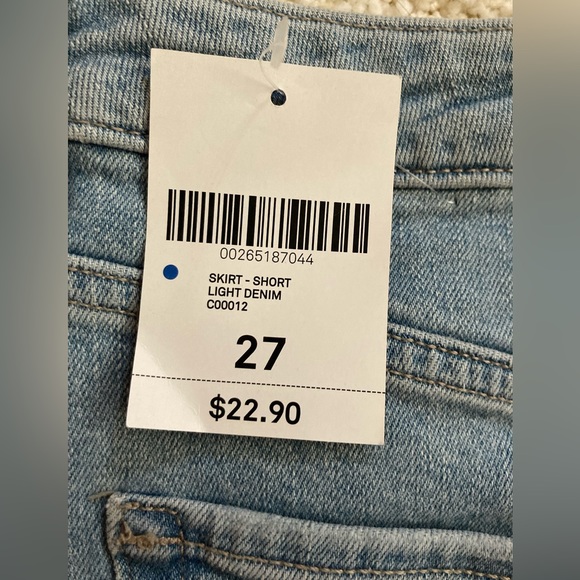 00265187044
SKIRT - SHORT
LIGHT DENIM
C00012
27
$22.90